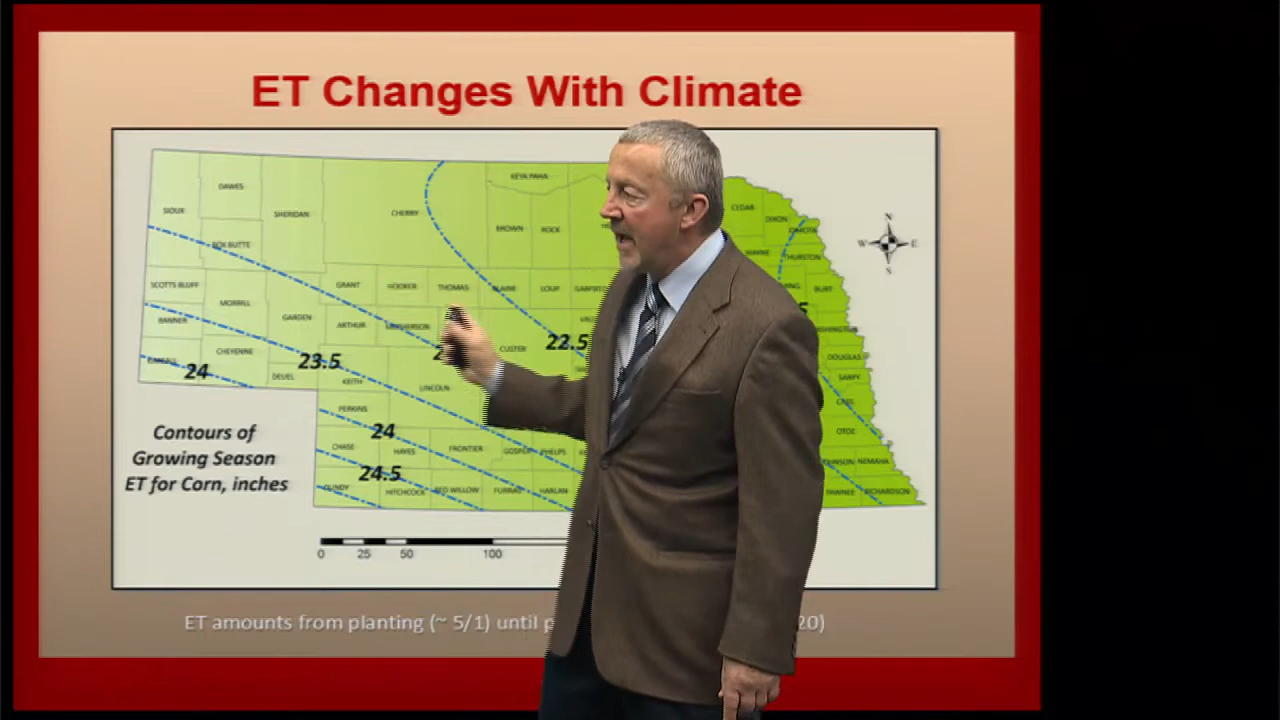 ET Changes With Climate
KEYA PAHA
DAWES
CEDAR
SIOUX
SHERIDAN
CHERRY
DIXON
DAKOTA
N
BROWN
ROCK
W
E
BOX BUTTE
WAYNE
THURSTON
S
SCOTTS BLUFF
GRANT
HOOKER
THOMAS
BLAINE
LOUP
BURT
MORRILL
GARDEN
ARTHUR
BANNER
22.5
CUSTER
CHEYENNE
DOUGLAS
24
23.5
DEUEL
KEITH
LINCOLN
SARPY
CASS
PERKINS
Contours of
24
OTOE
Growing Season
CHASE
HAYES
FRONTIER
PHELPS
NEMAHA
ET for Corn, inches
24.5
HITCHCOCK
RED WILLOW
FURNAS
HARLAN
RICHARDSON
0 25 50 100
ET amounts from planting (~ 5/1) until
20)